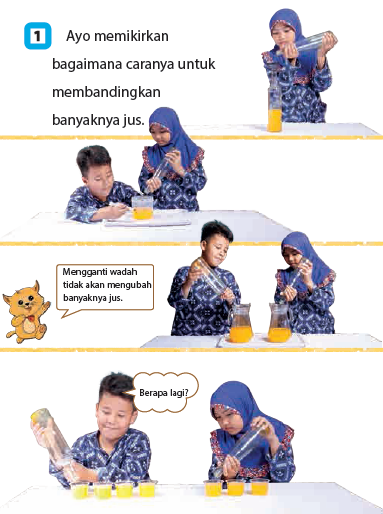 1 Ayo memikirkan
bagaimana caranya untuk
membandingkan
banyaknya jus.
Mengganti wadah
tidak akan mengubah
banyaknya jus.
Berapa lagi?